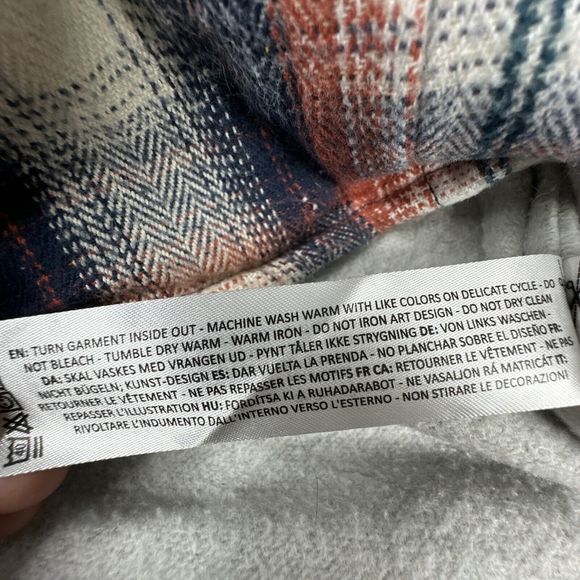 EN: TURN GARMENT INSIDE OUT - MACHINE WASH WARM WITH LIKE COLORS ON DELICATE CYCLE - DO
NOT BLEACH - TUMBLE DRY WARM - WARM IRON - DO NOT IRON ART DESIGN - DO NOT DRY CLEAN
DA: SKAL VASKES MED VRANGEN UD - PYNT TÅLER IKKE STRYGNING DE: VON LINKS WASCHEN -
NICHT BÜGELN; KUNST-DESIGN ES: DAR VUELTA LA PRENDA - NO PLANCHAR SOBRE EL DISEÑO FR:
RETOURNER LE VÊTEMENT - NE PAS REPASSER LES MOTIFS FR CA: RETOURNER LE VÊTEMENT - NE PAS
REPASSER L'ILLUSTRATION HU: FORDÍTSA KI A RUHADARABOT - NE VASALJON RÁ MATRICÁT IT:
RIVOLTARE L'INDUMENTO DALL'INTERNO VERSO L'ESTERNO - NON STIRARE LE DECORAZIONI
40